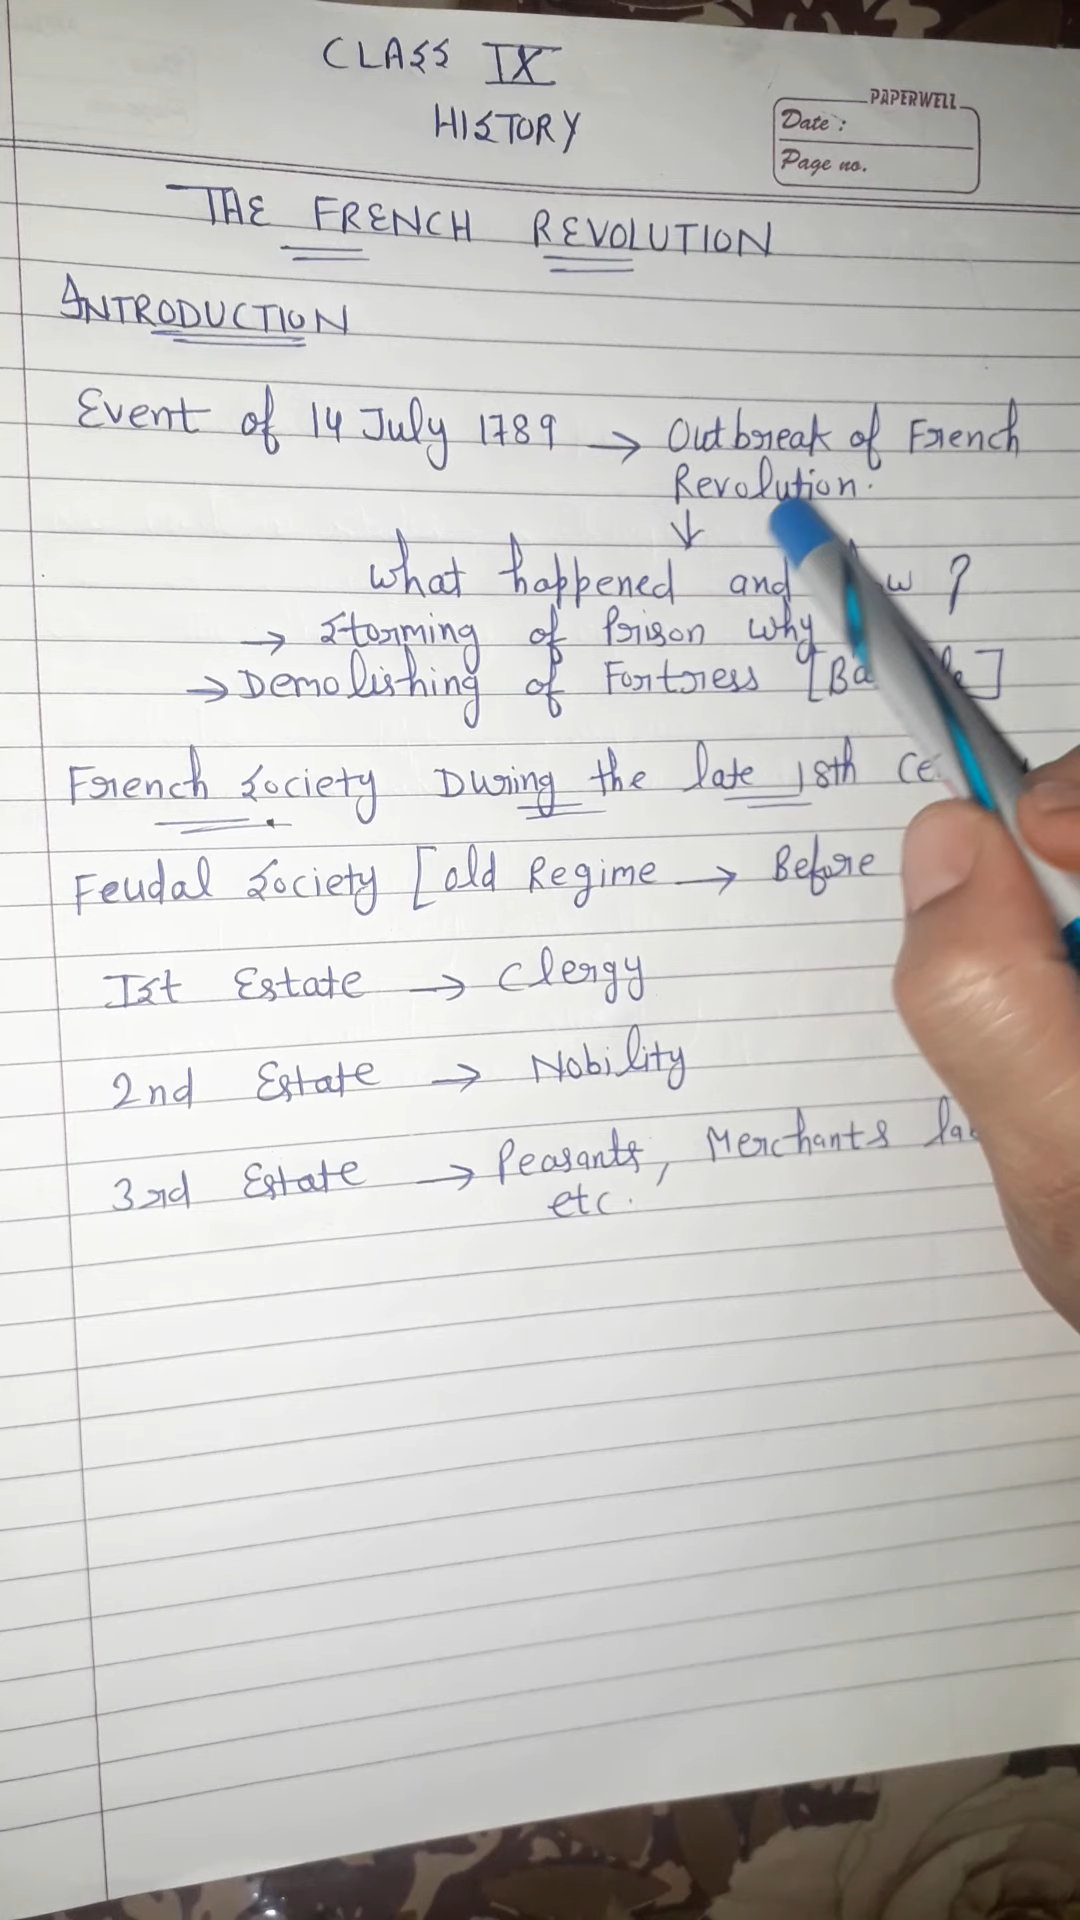 CLASS IX
HISTORY
PAPERWELL
Date :
Page no.
THE FRENCH REVOLUTION
INTRODUCTION
Event of 14 July 1789 → Outbreak of French
Revolution.
↓
what happened and ?
→ Storming of Prison why
→ Demolishing of Fortress [
French Society During the late 18th
Feudal Society [old Regime → Before
Ist Estate → Clergy
2nd Estate → Nobility
3rd Estate → Peasants, Merchants
etc.